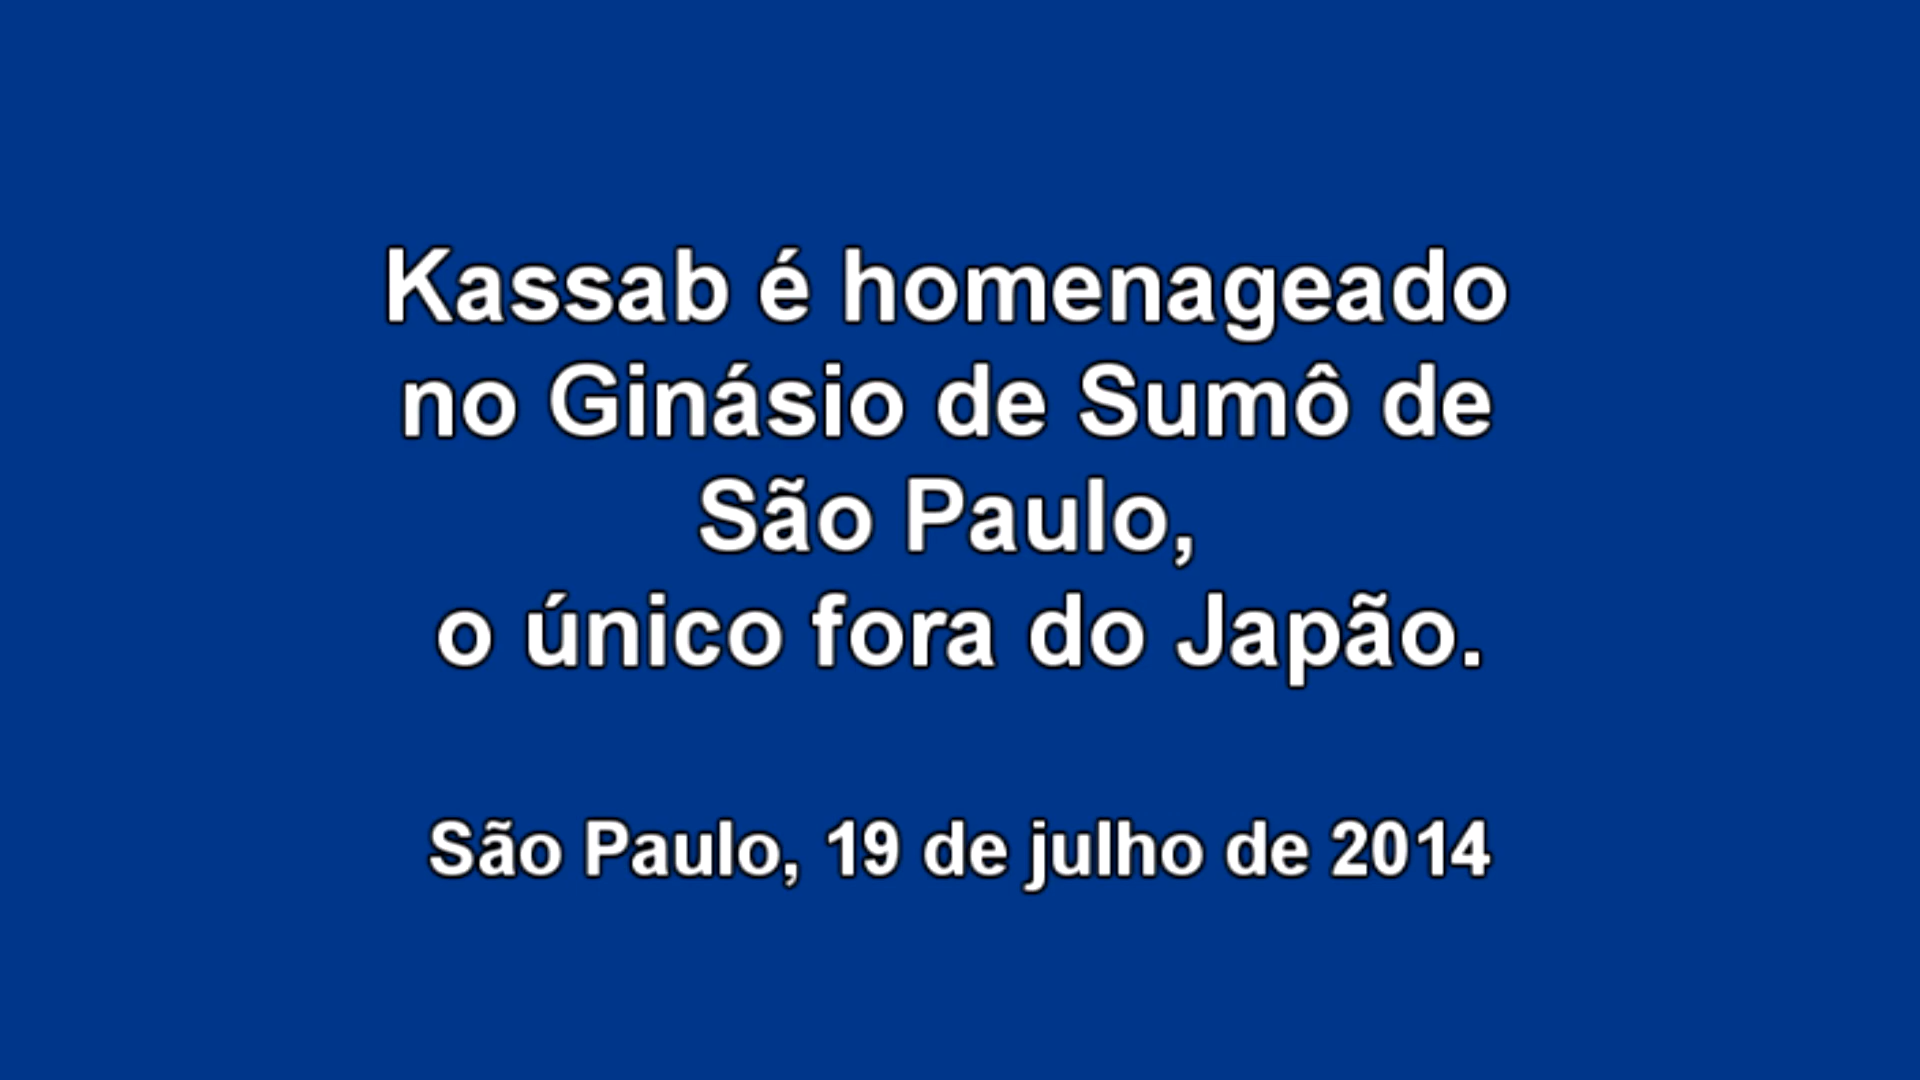 Kassab é homenageado
no Ginásio de Sumô de
São Paulo,
o único fora do Japão.
São Paulo, 19 de julho de 2014